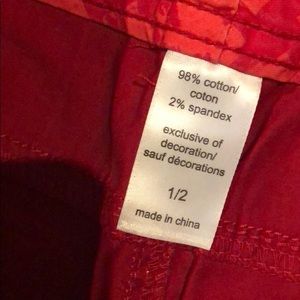 98% cotton/
coton
2% spandex
exclusive of
decoration/
sauf décorations
1/2
made in china